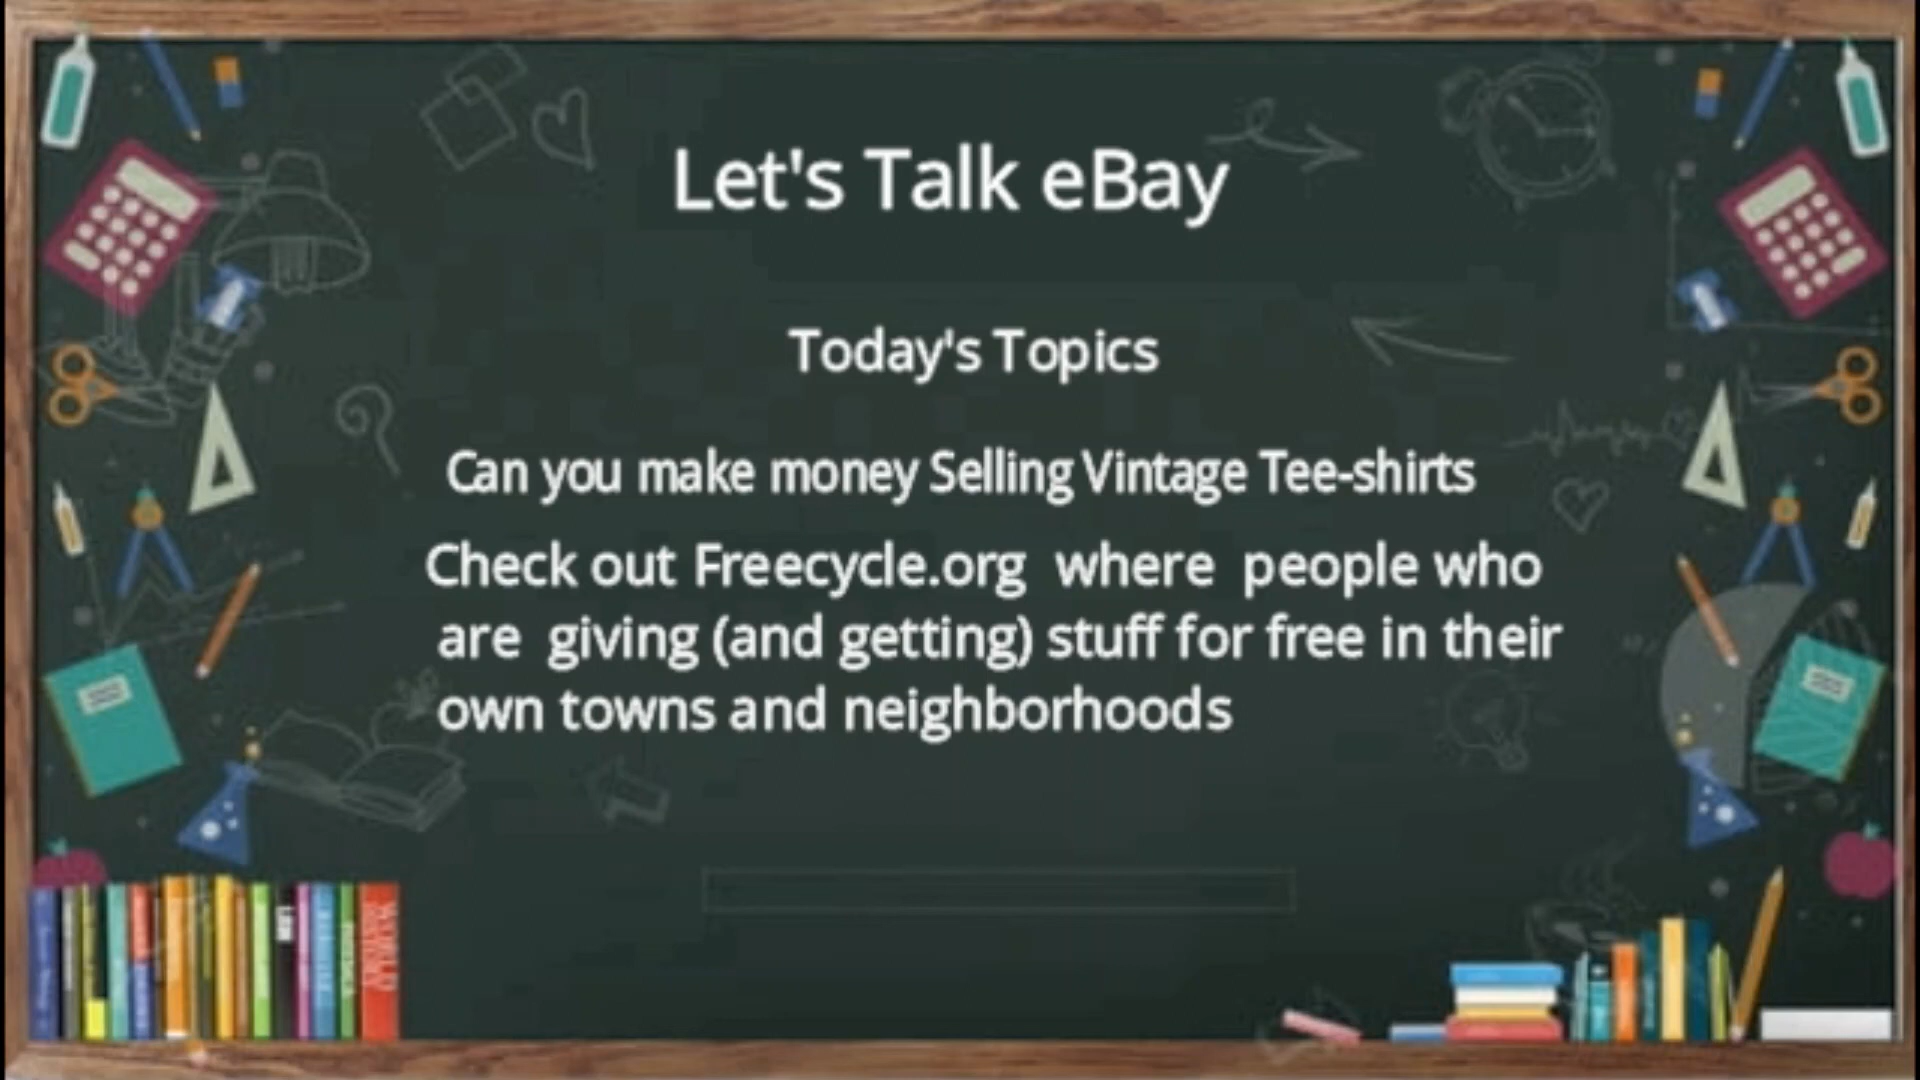 Let's Talk eBay
Today's Topics
Can you make money Selling Vintage Tee-shirts
Check out Freecycle.org where people who
are giving (and getting) stuff for free in their
own towns and neighborhoods